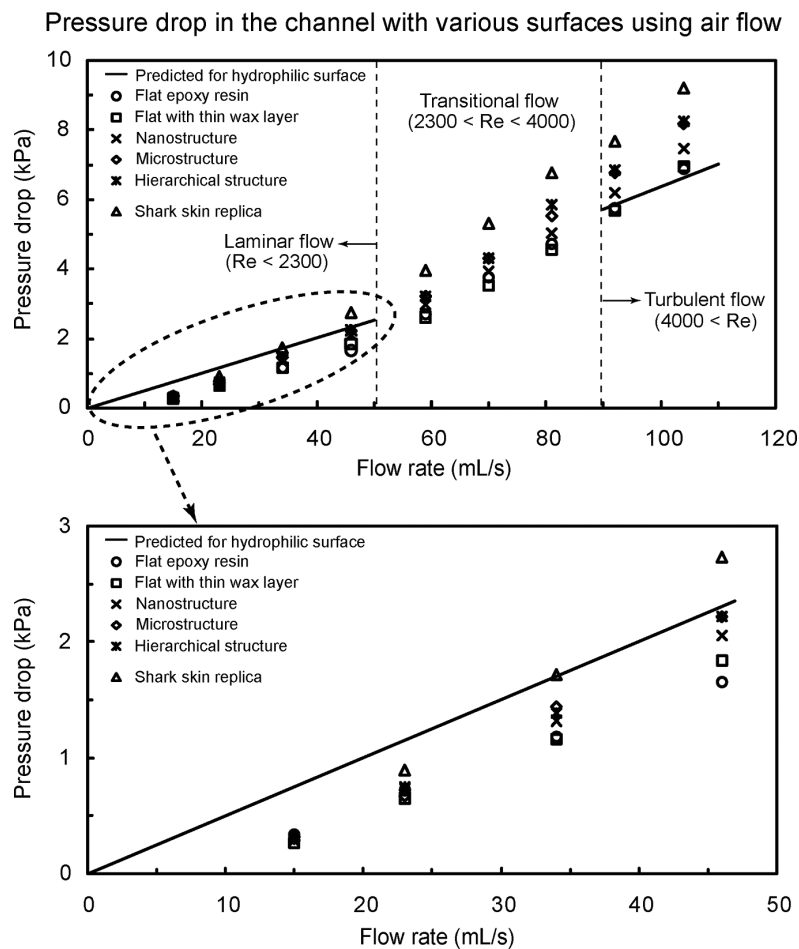 Pressure drop in the channel with various surfaces using air flow
10
8
6
4
2
0
Pressure drop (kPa)
Predicted for hydrophilic surface
Flat epoxy resin
Flat with thin wax layer
Nanostructure
Microstructure
Hierarchical structure
Shark skin replica
Transitional flow
(2300 < Re < 4000)
Laminar flow
(Re < 2300)
Turbulent flow
(4000 < Re)
0 20 40 60 80 100 120
Flow rate (mL/s)
3
2
1
0
Pressure drop (kPa)
Predicted for hydrophilic surface
Flat epoxy resin
Flat with thin wax layer
Nanostructure
Microstructure
Hierarchical structure
Shark skin replica
0 10 20 30 40 50
Flow rate (mL/s)